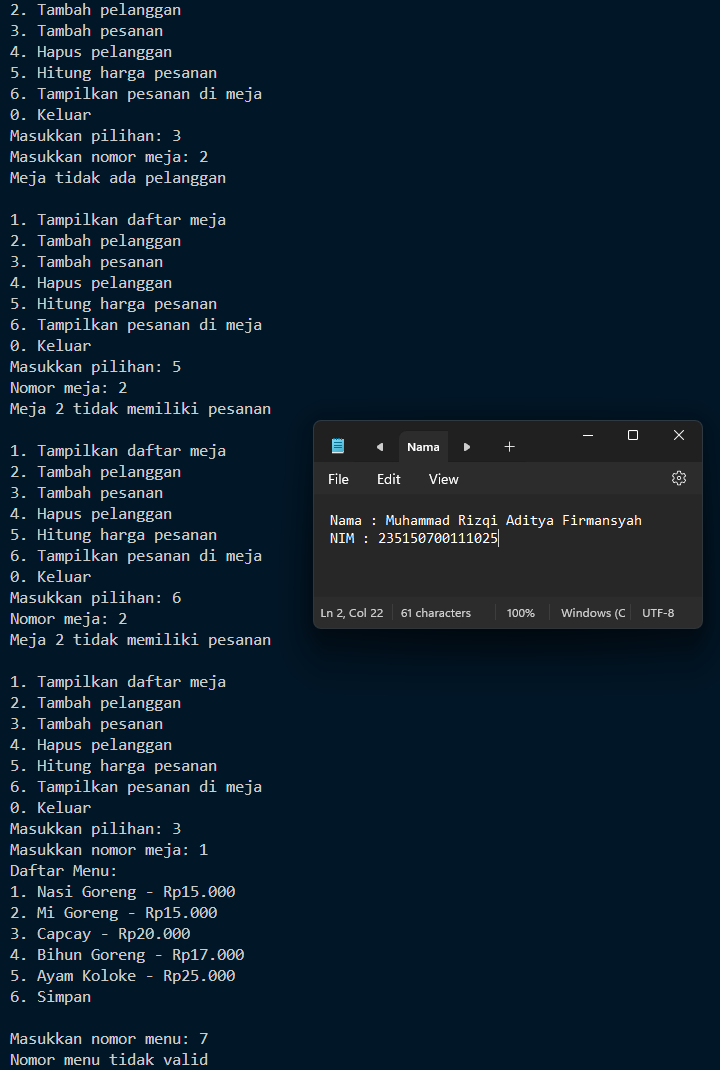 2. Tambah pelanggan
3. Tambah pesanan
4. Hapus pelanggan
5. Hitung harga pesanan
6. Tampilkan pesanan di meja
0. Keluar
Masukkan pilihan: 3
Masukkan nomor meja: 2
Meja tidak ada pelanggan
1. Tampilkan daftar meja
2. Tambah pelanggan
3. Tambah pesanan
4. Hapus pelanggan
5. Hitung harga pesanan
6. Tampilkan pesanan di meja
0. Keluar
Masukkan pilihan: 5
Nomor meja: 2
Meja 2 tidak memiliki pesanan
1. Tampilkan daftar meja
2. Tambah pelanggan
3. Tambah pesanan
4. Hapus pelanggan
5. Hitung harga pesanan
6. Tampilkan pesanan di meja
0. Keluar
Masukkan pilihan: 6
Nomor meja: 2
Meja 2 tidak memiliki pesanan
1. Tampilkan daftar meja
2. Tambah pelanggan
3. Tambah pesanan
4. Hapus pelanggan
5. Hitung harga pesanan
6. Tampilkan pesanan di meja
0. Keluar
Masukkan pilihan: 3
Masukkan nomor meja: 1
Daftar Menu:
1. Nasi Goreng - Rp15.000
2. Mi Goreng - Rp15.000
3. Capcay - Rp20.000
4. Bihun Goreng - Rp17.000
5. Ayam Koloke - Rp25.000
6. Simpan
Masukkan nomor menu: 7
Nomor menu tidak valid
Nama
File Edit View
Nama : Muhammad Rizqi Aditya Firmansyah
NIM : 235150700111025
Ln 2, Col 22 61 characters 100% Windows (C UTF-8